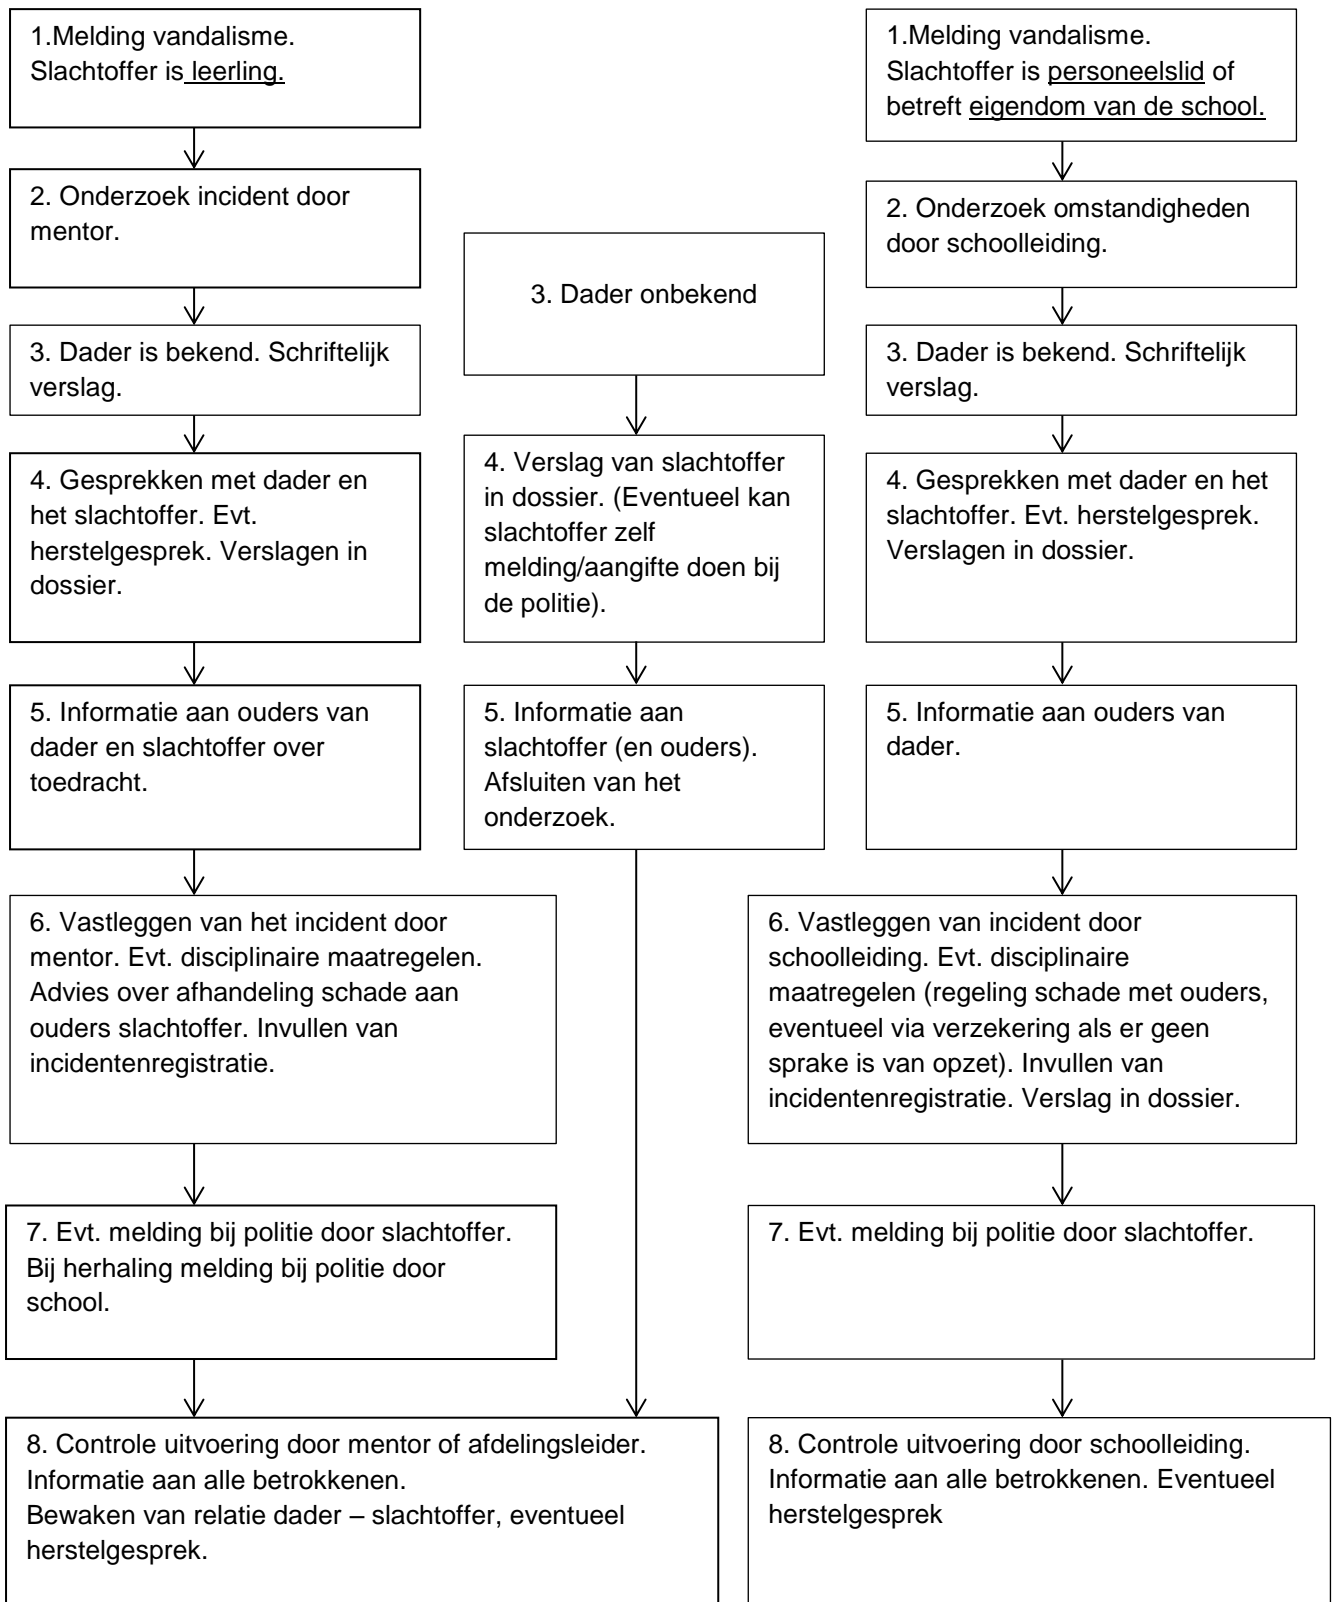 1.Melding vandalisme.
Slachtoffer is leerling.
2. Onderzoek incident door
mentor.
3. Dader is bekend. Schriftelijk
verslag.
4. Gesprekken met dader en
het slachtoffer. Evt.
herstelgesprek. Verslagen in
dossier.
5. Informatie aan ouders van
dader en slachtoffer over
toedracht.
6. Vastleggen van het incident door
mentor. Evt. disciplinaire maatregelen.
Advies over afhandeling schade aan
ouders slachtoffer. Invullen van
incidentenregistratie.
7. Evt. melding bij politie door slachtoffer.
Bij herhaling melding bij politie door
school.
8. Controle uitvoering door mentor of afdelingsleider.
Informatie aan alle betrokkenen.
Bewaken van relatie dader – slachtoffer, eventueel
herstelgesprek.
3. Dader onbekend
4. Verslag van slachtoffer
in dossier. (Eventueel kan
slachtoffer zelf
melding/aangifte doen bij
de politie).
5. Informatie aan
slachtoffer (en ouders).
Afsluiten van het
onderzoek.
1.Melding vandalisme.
Slachtoffer is personeelslid of
betreft eigendom van de school.
2. Onderzoek omstandigheden
door schoolleiding.
3. Dader is bekend. Schriftelijk
verslag.
4. Gesprekken met dader en het
slachtoffer. Evt. herstelgesprek.
Verslagen in dossier.
5. Informatie aan ouders van
dader.
6. Vastleggen van incident door
schoolleiding. Evt. disciplinaire
maatregelen (regeling schade met ouders,
eventueel via verzekering als er geen
sprake is van opzet). Invullen van
incidentenregistratie. Verslag in dossier.
7. Evt. melding bij politie door slachtoffer.
8. Controle uitvoering door schoolleiding.
Informatie aan alle betrokkenen. Eventueel
herstelgesprek